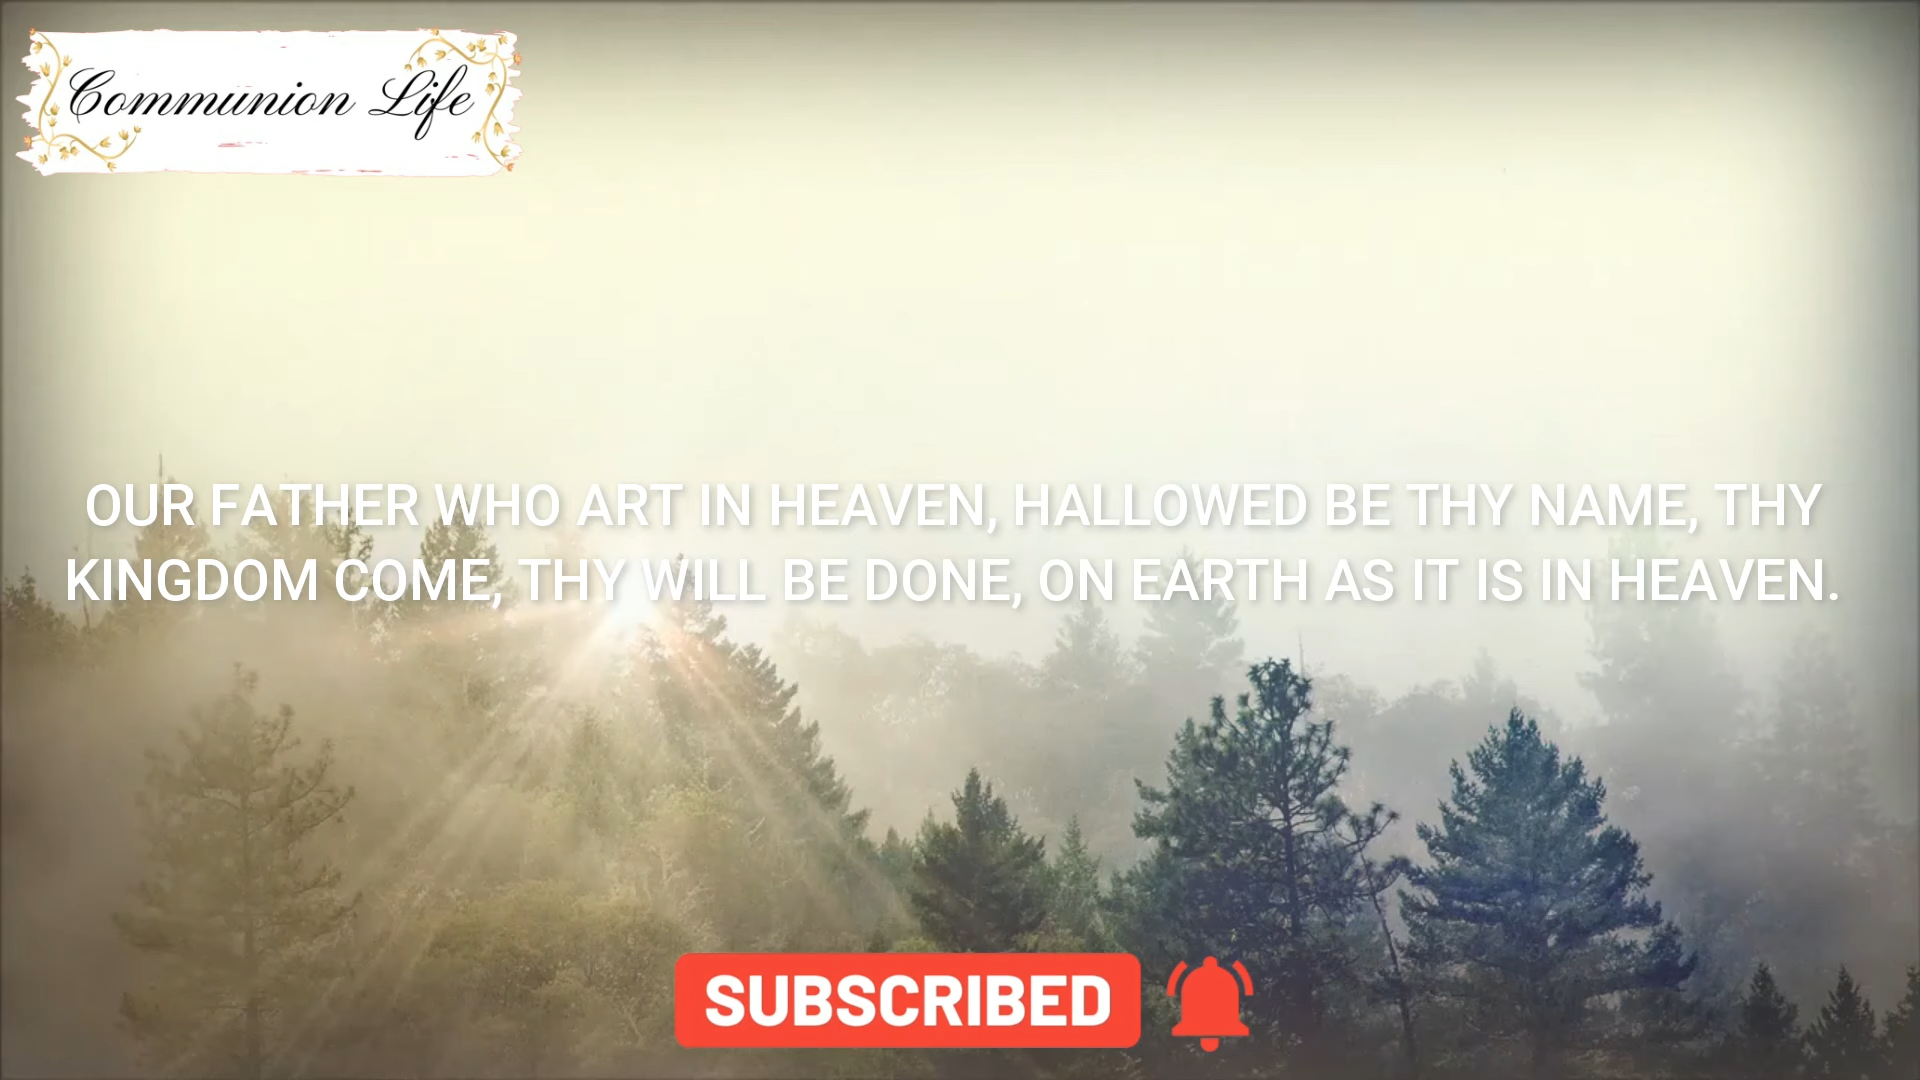 Communion Life
OUR FATHER WHO ART IN HEAVEN, HALLOWED BE THY NAME, THY
KINGDOM COME, THY WILL BE DONE, ON EARTH AS IT IS IN HEAVEN.
SUBSCRIBED